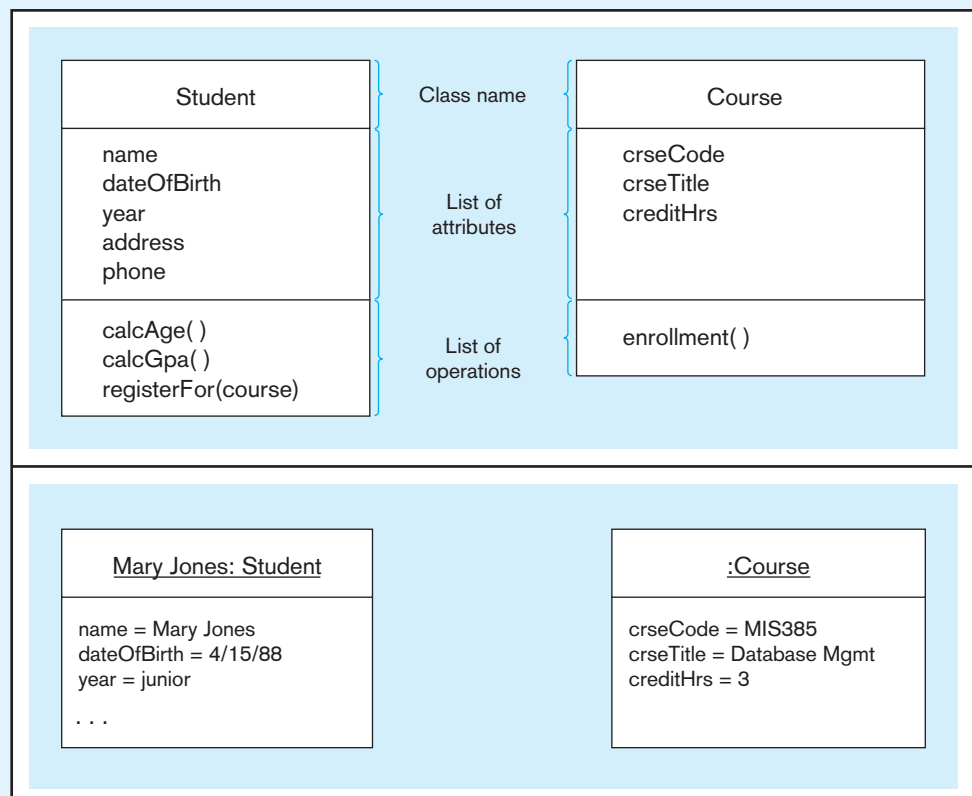 Student
name
dateOfBirth
year
address
phone
calcAge( )
calcGpa( )
registerFor(course)
Class name
List of
attributes
List of
operations
Course
crseCode
crseTitle
creditHrs
enrollment( )
Mary Jones: Student
name = Mary Jones
dateOfBirth = 4/15/88
year = junior
. . .
:Course
crseCode = MIS385
crseTitle = Database Mgmt
creditHrs = 3